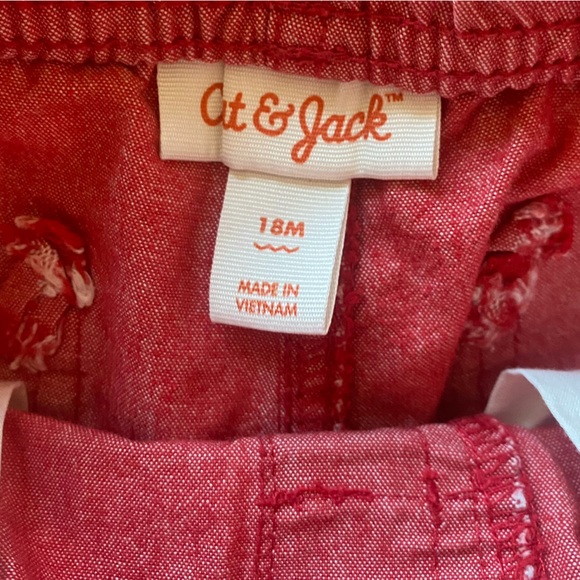 Cat & Jack™
18M
MADE IN
VIETNAM